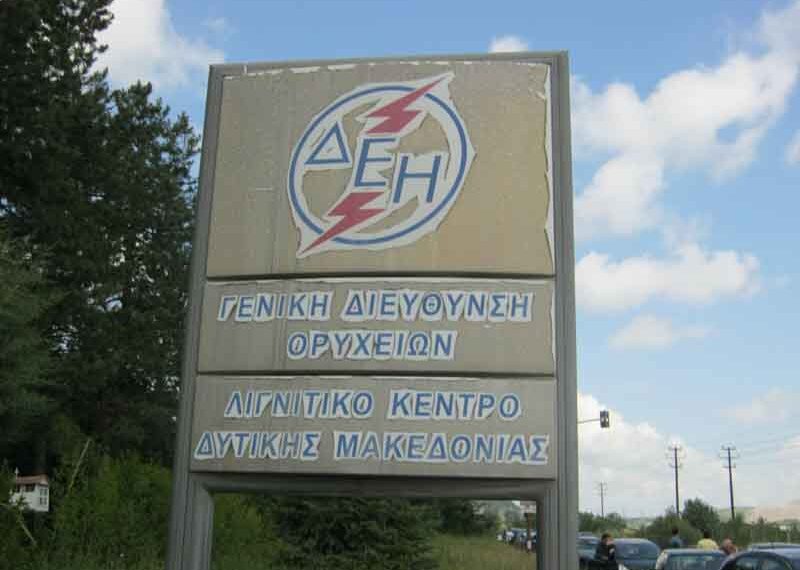 ΔΕΗ
ΓΕΝΙΚΗ ΔΙΕΥΘΥΝΣΗ
ΟΡΥΧΕΙΩΝ
ΛΙΓΝΙΤΙΚΟ ΚΕΝΤΡΟ
ΔΥΤΙΚΗΣ ΜΑΚΕΔΟΝΙΑΣ